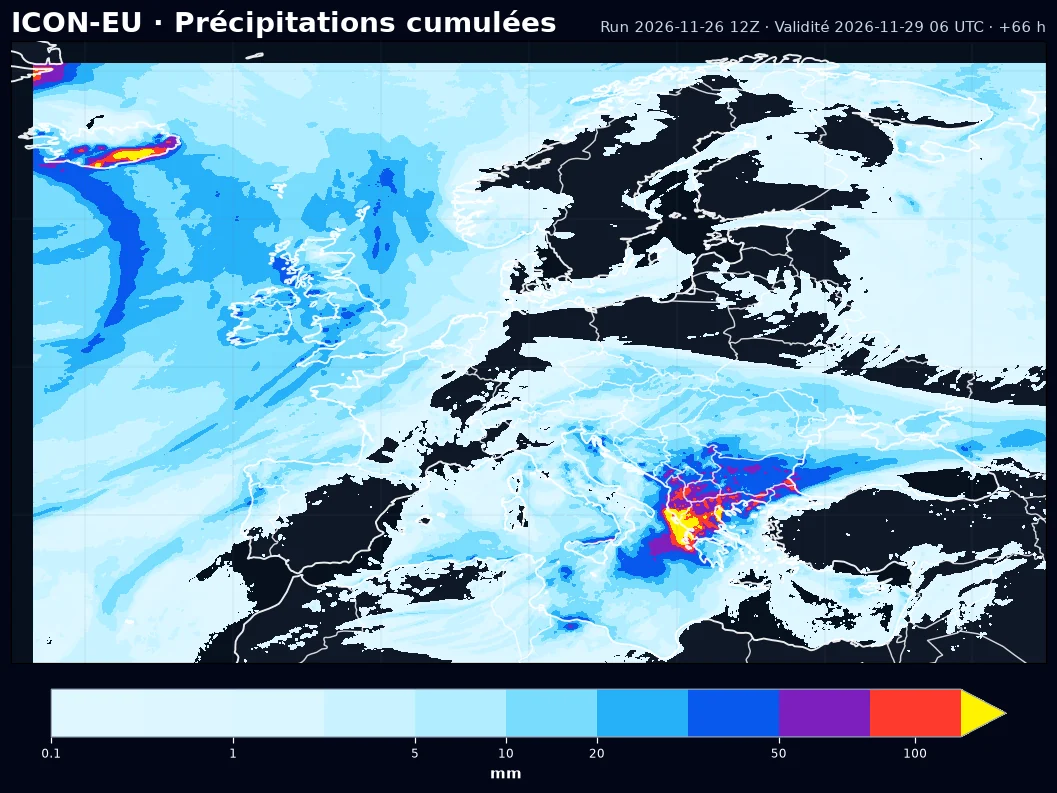 ICON-EU · Précipitations cumulées
Run 2026-11-26 12Z · Validité 2026-11-29 06 UTC · +66 h
0.1 1 5 10 20 50 100
mm